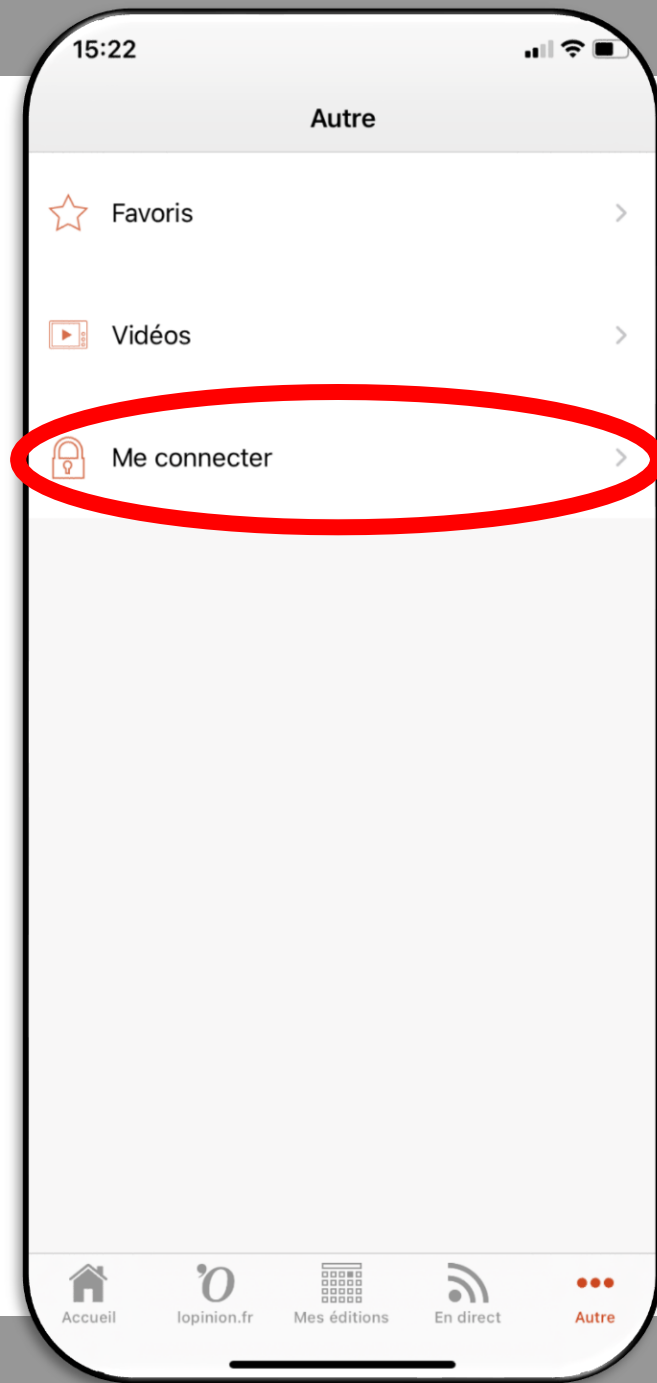 15:22
Autre
Favoris
Vidéos
Me connecter
Accueil
'O
lopinion.fr
Mes éditions
En direct
Autre